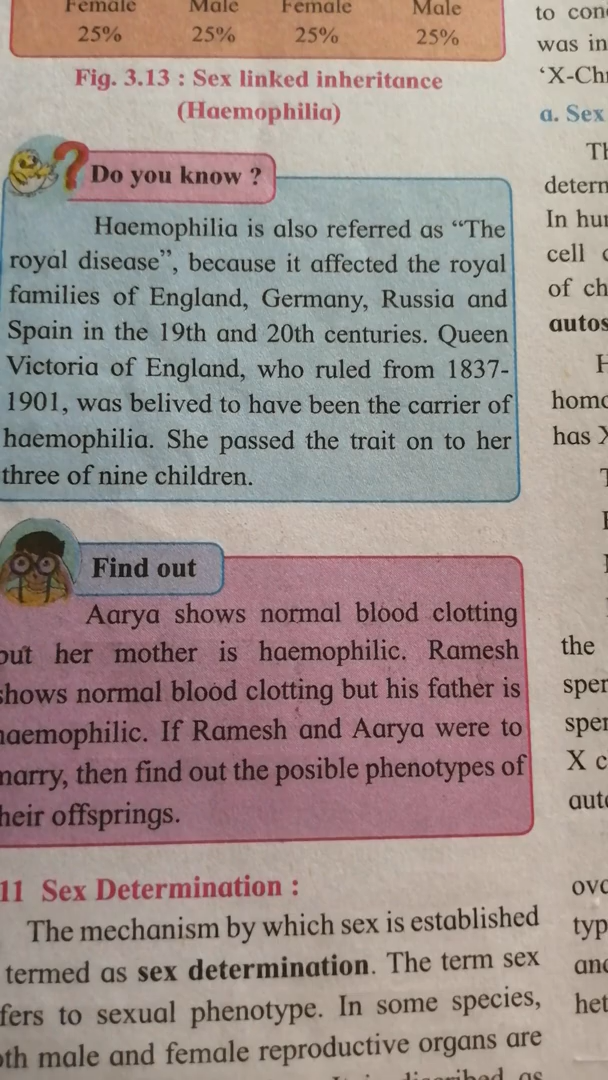 Female Male Female Male
25% 25% 25% 25%
Fig. 3.13 : Sex linked inheritance
(Haemophilia)
Do you know ?
Haemophilia is also referred as “The
royal disease”, because it affected the royal
families of England, Germany, Russia and
Spain in the 19th and 20th centuries. Queen
Victoria of England, who ruled from 1837-
1901, was belived to have been the carrier of
haemophilia. She passed the trait on to her
three of nine children.
Find out
Aarya shows normal blood clotting
out her mother is haemophilic. Ramesh
shows normal blood clotting but his father is
haemophilic. If Ramesh and Aarya were to
marry, then find out the posible phenotypes of
heir offsprings.
11 Sex Determination :
The mechanism by which sex is established
termed as sex determination. The term sex
fers to sexual phenotype. In some species,
oth male and female reproductive organs are
as
to con
was in
‘X-Ch
a. Sex
Th
detern
In hu
cell
of ch
autos
H
homo
has X
the
sper
sper
X c
auto
ovo
typ
and
het